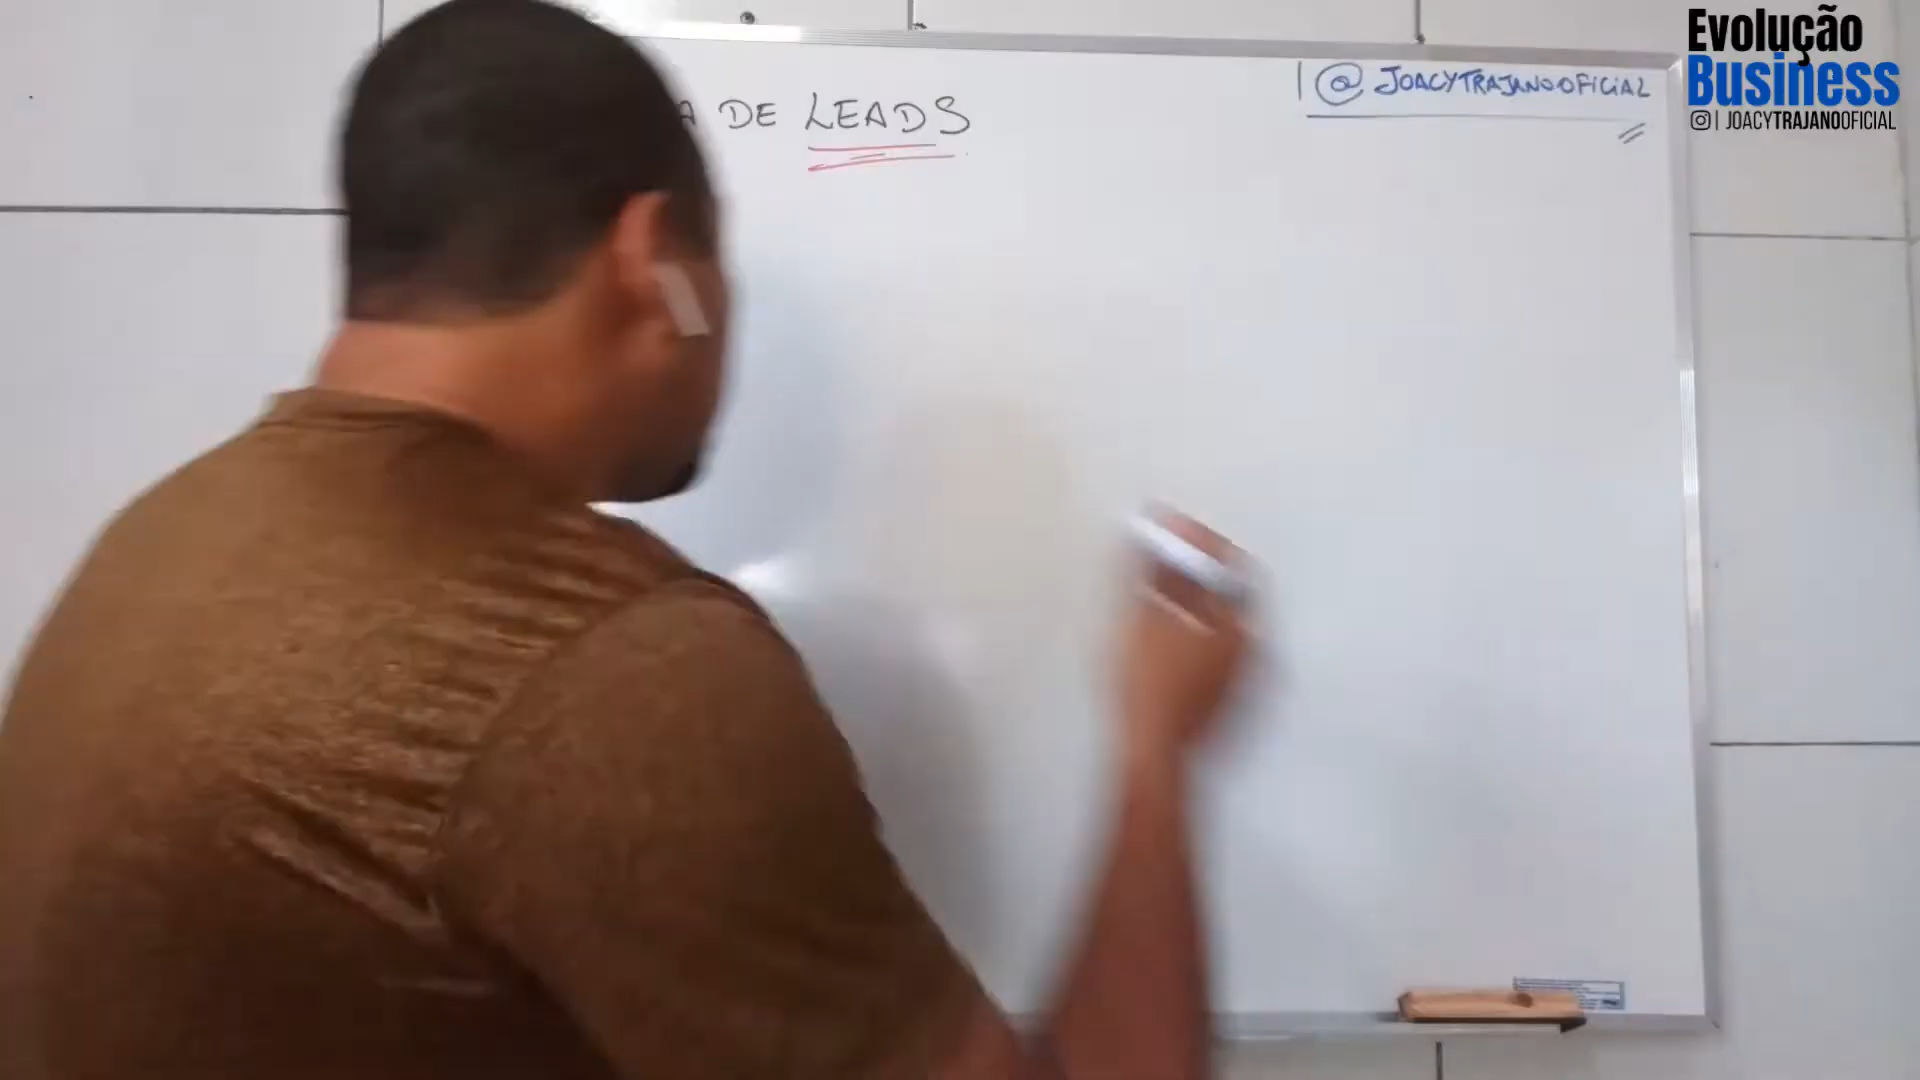 A DE LEADS
@JOACYTRAJANOOFICIAL
Evolução
Business
| JOACYTRAJANOOFICIAL